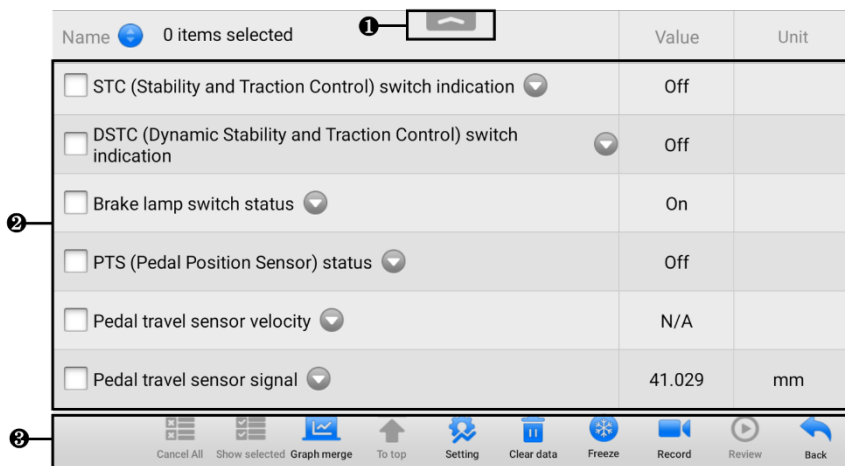 ❶
Name 0 items selected Value Unit
STC (Stability and Traction Control) switch indication Off
DSTC (Dynamic Stability and Traction Control) switch
indication Off
❷
Brake lamp switch status On
PTS (Pedal Position Sensor) status Off
Pedal travel sensor velocity N/A
Pedal travel sensor signal 41.029 mm
❸
Cancel All Show selected Graph merge To top Setting Clear data Freeze Record Review Back